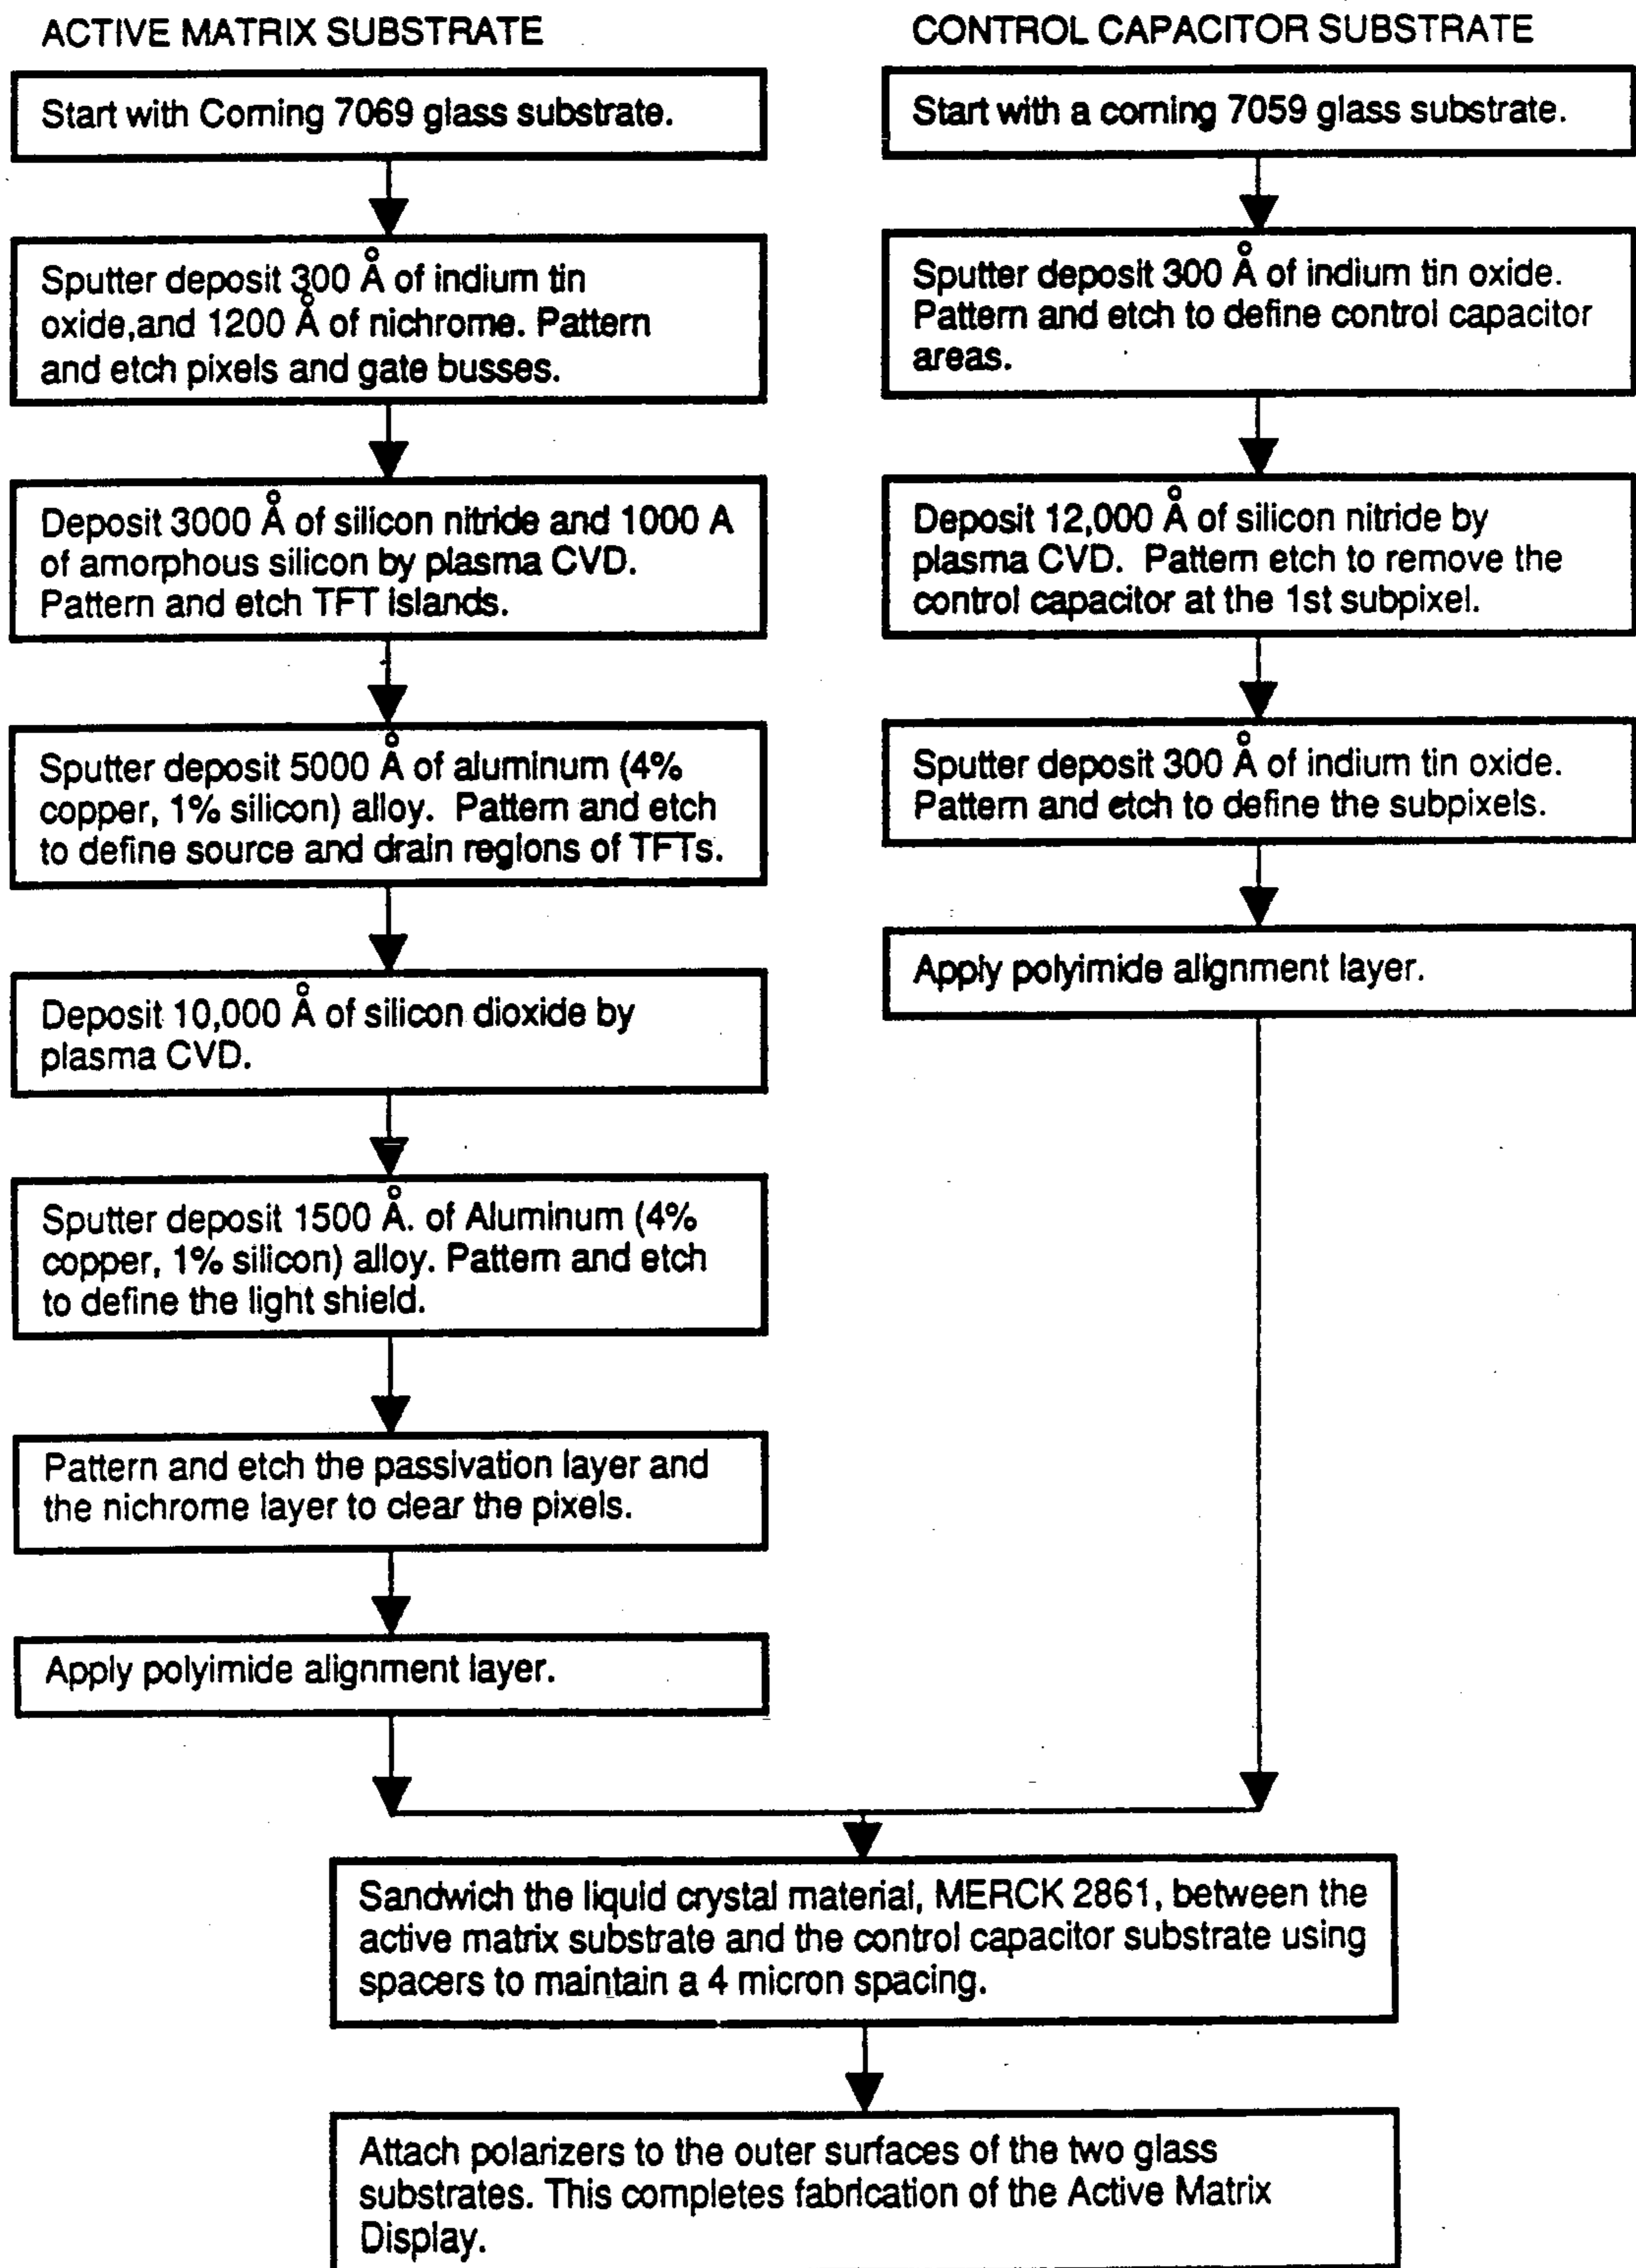 ACTIVE MATRIX SUBSTRATE
Start with Corning 7069 glass substrate.
Sputter deposit 300 Å of indium tin
oxide,and 1200 Å of nichrome. Pattern
and etch pixels and gate busses.
Deposit 3000 Å of silicon nitride and 1000 A
of amorphous silicon by plasma CVD.
Pattern and etch TFT islands.
Sputter deposit 5000 Å of aluminum (4%
copper, 1% silicon) alloy. Pattern and etch
to define source and drain regions of TFTs.
Deposit 10,000 Å of silicon dioxide by
plasma CVD.
Sputter deposit 1500 Å. of Aluminum (4%
copper, 1% silicon) alloy. Pattern and etch
to define the light shield.
Pattern and etch the passivation layer and
the nichrome layer to clear the pixels.
Apply polyimide alignment layer.
CONTROL CAPACITOR SUBSTRATE
Start with a corning 7059 glass substrate.
Sputter deposit 300 Å of indium tin oxide.
Pattern and etch to define control capacitor
areas.
Deposit 12,000 Å of silicon nitride by
plasma CVD. Pattern etch to remove the
control capacitor at the 1st subpixel.
Sputter deposit 300 Å of indium tin oxide.
Pattern and etch to define the subpixels.
Apply polyimide alignment layer.
Sandwich the liquid crystal material, MERCK 2861, between the
active matrix substrate and the control capacitor substrate using
spacers to maintain a 4 micron spacing.
Attach polarizers to the outer surfaces of the two glass
substrates. This completes fabrication of the Active Matrix
Display.